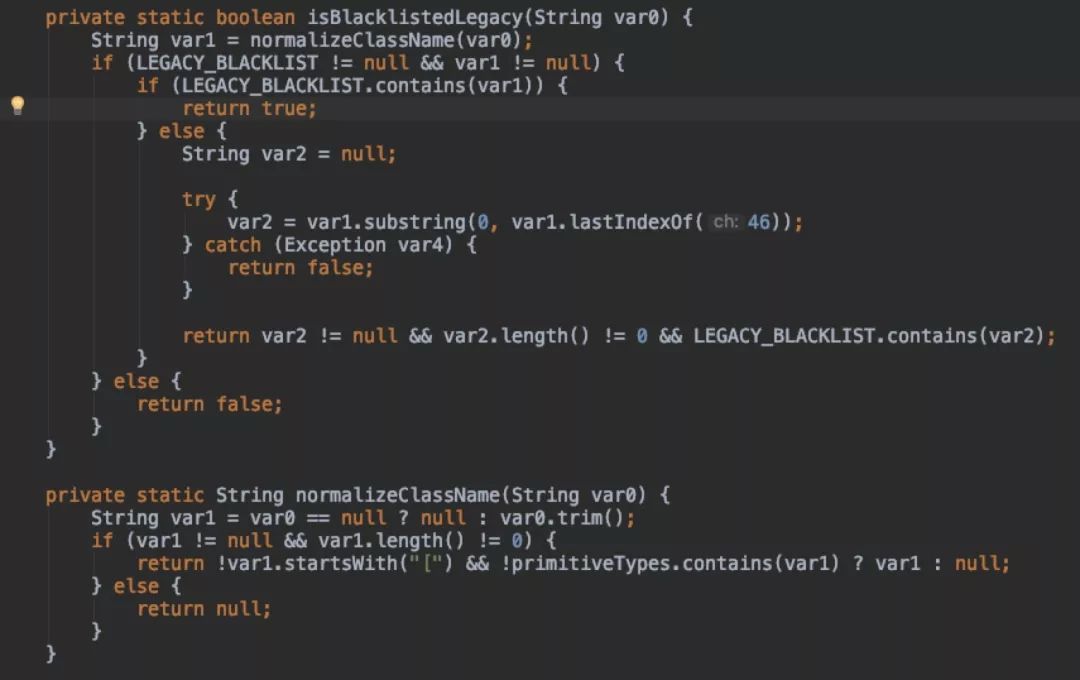 private static boolean isBlacklistedLegacy(String var0) {
    String var1 = normalizeClassName(var0);
    if (LEGACY_BLACKLIST != null && var1 != null) {
        if (LEGACY_BLACKLIST.contains(var1)) {
            return true;
        } else {
            String var2 = null;

            try {
                var2 = var1.substring(0, var1.lastIndexOf( ch: 46));
            } catch (Exception var4) {
                return false;
            }

            return var2 != null && var2.length() != 0 && LEGACY_BLACKLIST.contains(var2);
        }
    } else {
        return false;
    }
}

private static String normalizeClassName(String var0) {
    String var1 = var0 == null ? null : var0.trim();
    if (var1 != null && var1.length() != 0) {
        return !var1.startsWith("[") && !primitiveTypes.contains(var1) ? var1 : null;
    } else {
        return null;
    }
}